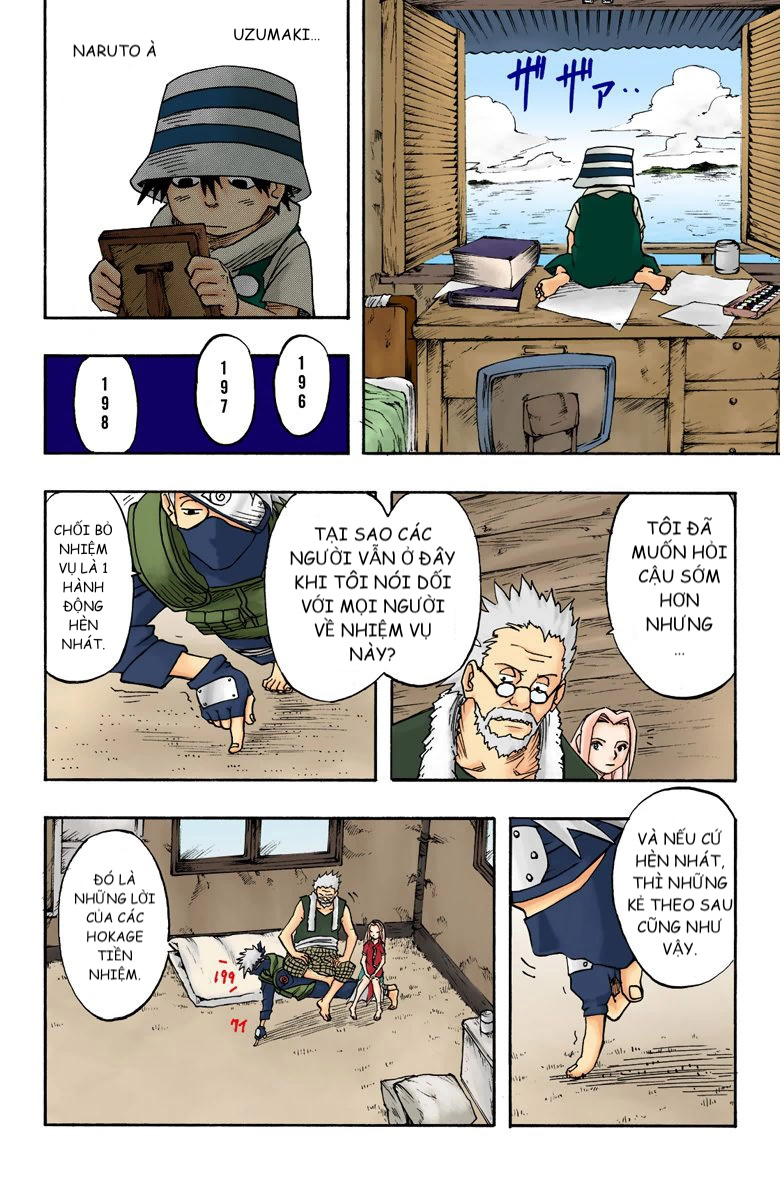 ザザァ‥
UZUMAKI...
NARUTO À
196
197
198
TÔI ĐÃ
MUỐN HỎI
CẬU SỚM
HƠN
NHƯNG
...
TẠI SAO CÁC
NGƯỜI VẪN Ở ĐÂY
KHI TÔI NÓI DỐI
VỚI MỌI NGƯỜI
VỀ NHIỆM VỤ
NÀY?
CHỐI BỎ
NHIỆM
VỤ LÀ 1
HÀNH
ĐỘNG
HÈN
NHÁT.
VÀ NẾU CỨ
HÈN NHÁT,
THÌ NHỮNG
KẺ THEO SAU
CŨNG NHƯ
VẬY.
ĐÓ LÀ
NHỮNG LỜI
CỦA CÁC
HOKAGE
TIỀN
NHIỆM.
199
クイ